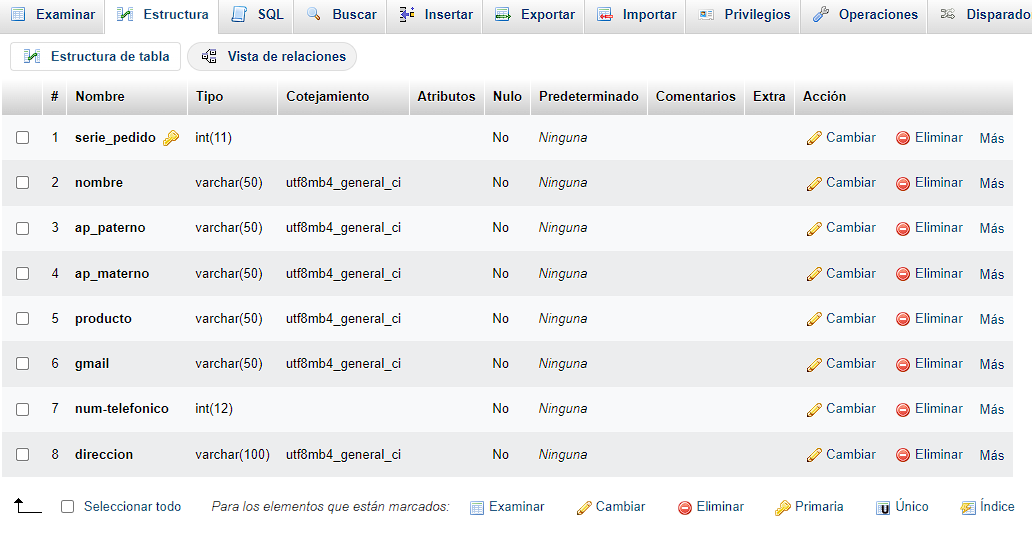 Examinar Estructura SQL Buscar Insertar Exportar Importar Privilegios Operaciones Disparado
Estructura de tabla Vista de relaciones
# Nombre Tipo Cotejamiento Atributos Nulo Predeterminado Comentarios Extra Acción
1 serie_pedido int(11) No Ninguna Cambiar Eliminar Más
2 nombre varchar(50) utf8mb4_general_ci No Ninguna Cambiar Eliminar Más
3 ap_paterno varchar(50) utf8mb4_general_ci No Ninguna Cambiar Eliminar Más
4 ap_materno varchar(50) utf8mb4_general_ci No Ninguna Cambiar Eliminar Más
5 producto varchar(50) utf8mb4_general_ci No Ninguna Cambiar Eliminar Más
6 gmail varchar(50) utf8mb4_general_ci No Ninguna Cambiar Eliminar Más
7 num-telefonico int(12) No Ninguna Cambiar Eliminar Más
8 direccion varchar(100) utf8mb4_general_ci No Ninguna Cambiar Eliminar Más
Seleccionar todo Para los elementos que están marcados: Examinar Cambiar Eliminar Primaria Único Índice